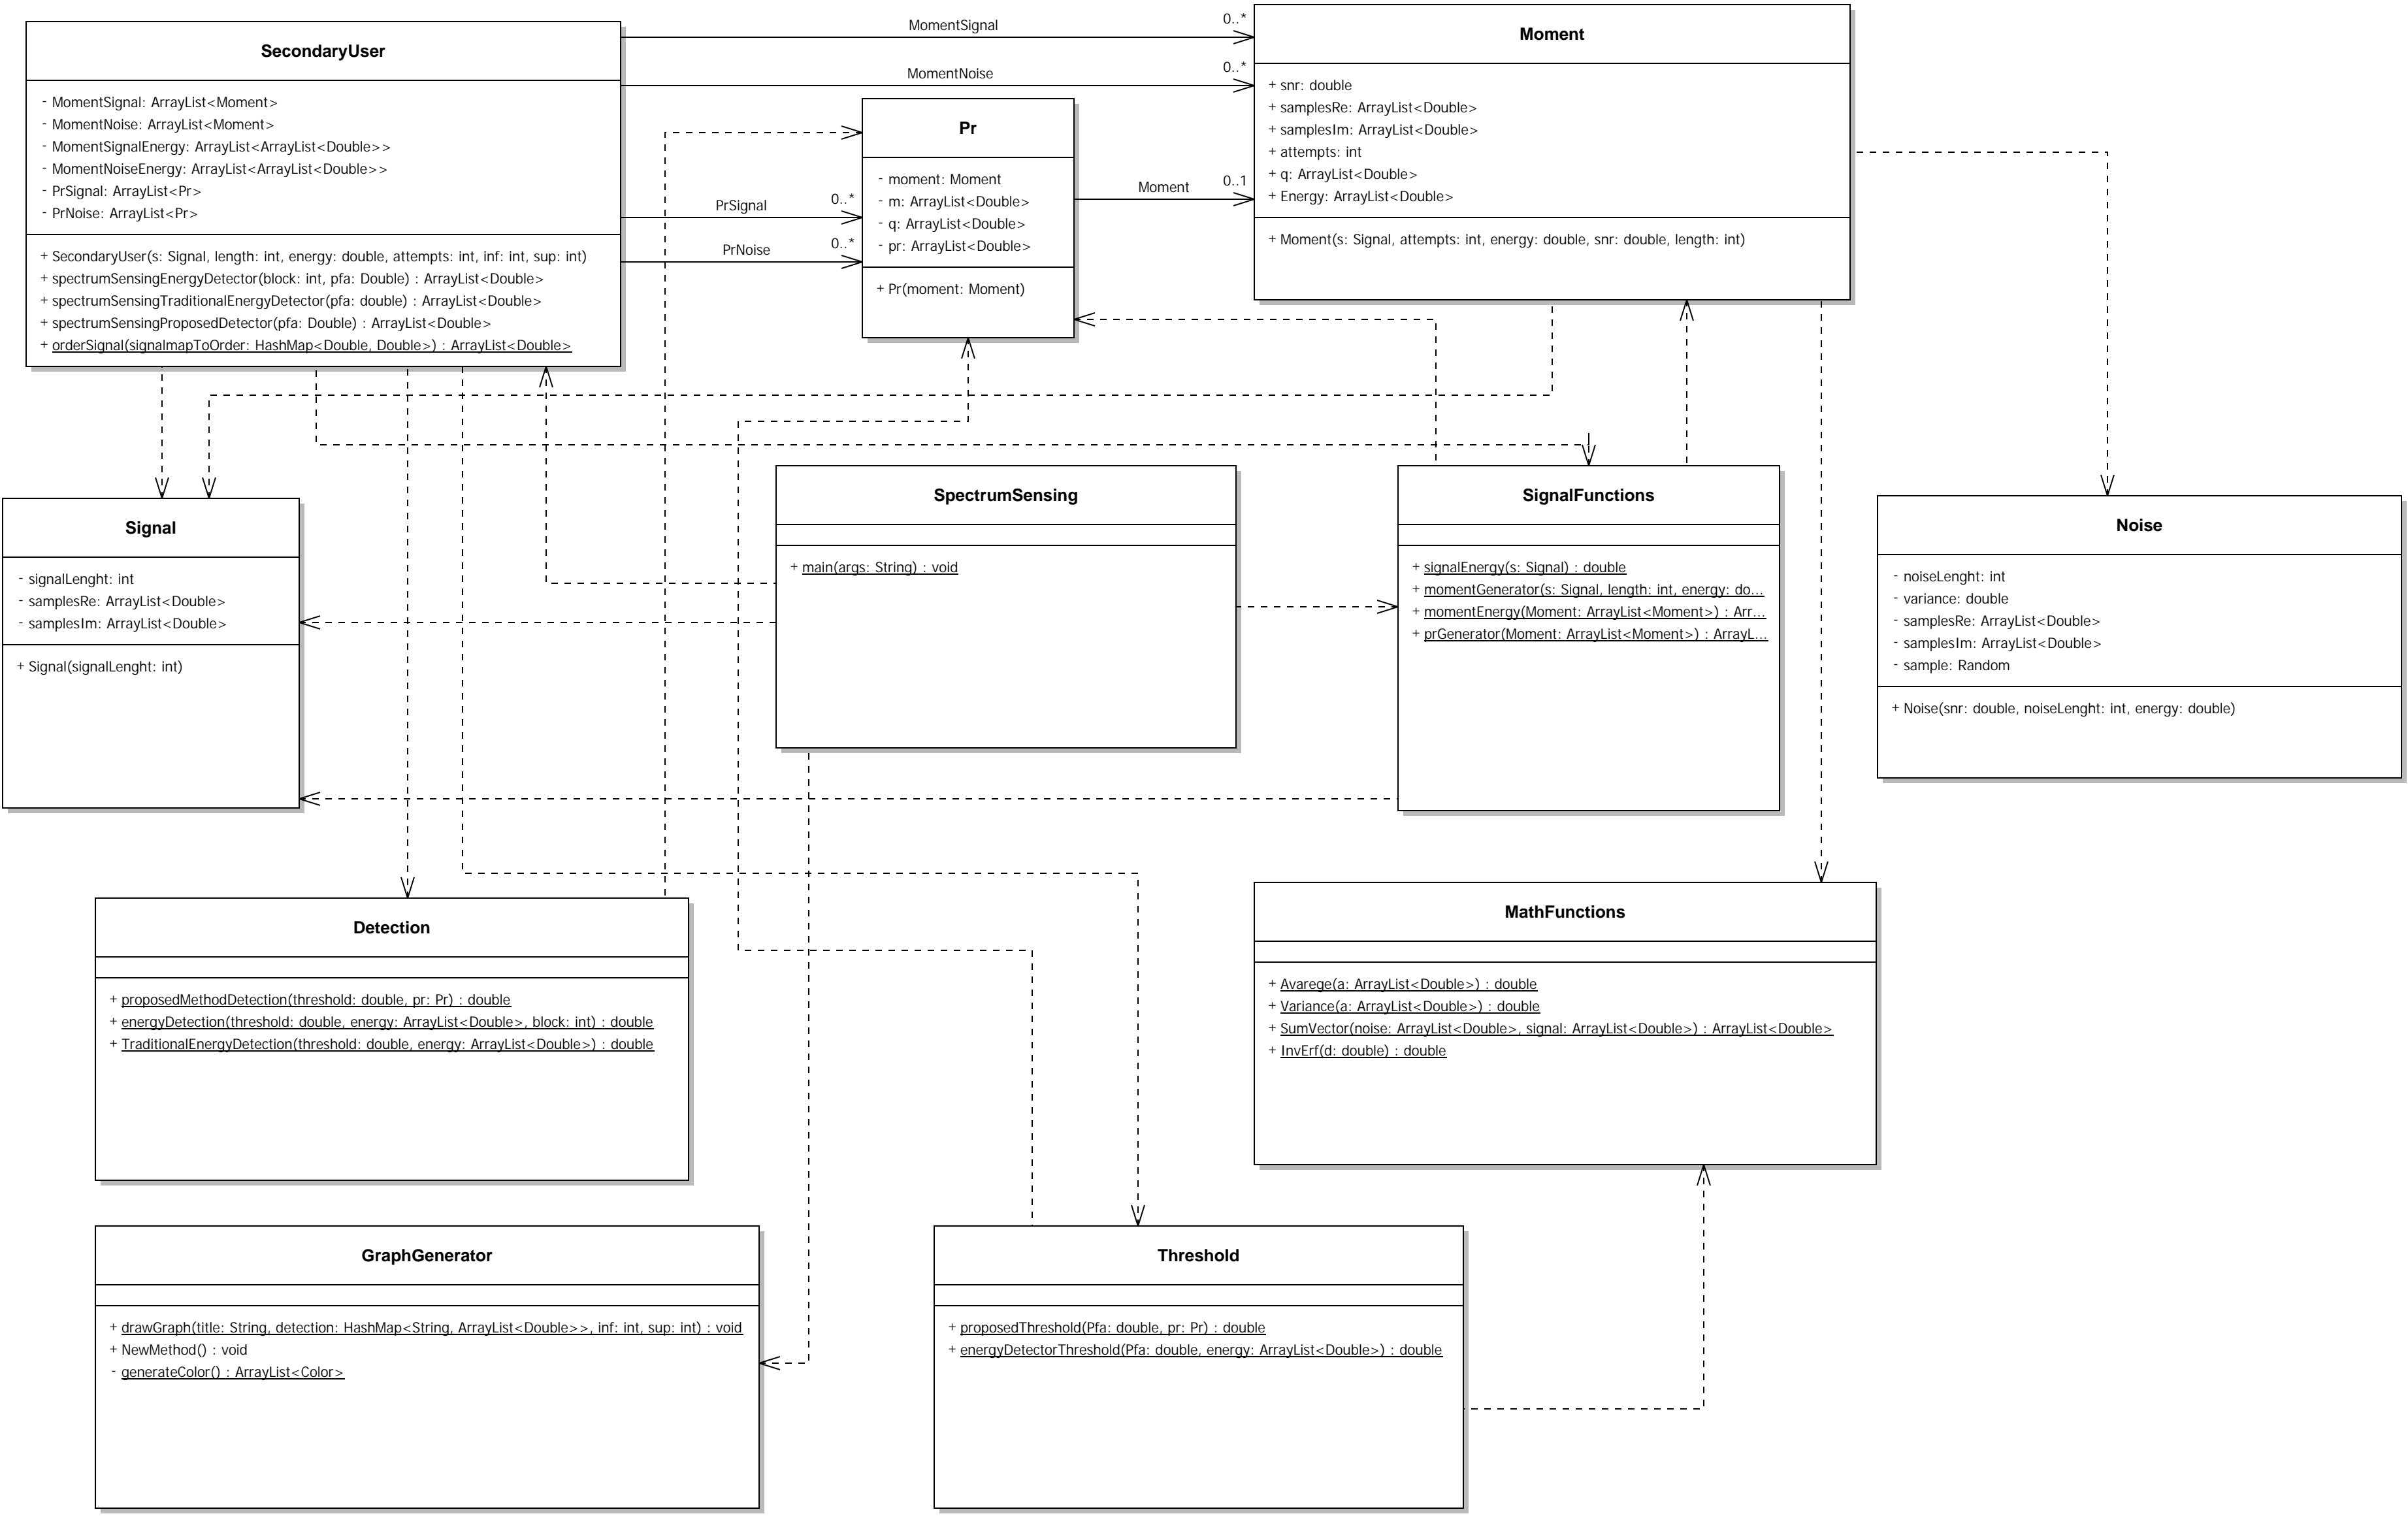 SecondaryUser
- MomentSignal: ArrayList<Moment>
- MomentNoise: ArrayList<Moment>
- MomentSignalEnergy: ArrayList<ArrayList<Double>>
- MomentNoiseEnergy: ArrayList<ArrayList<Double>>
- PrSignal: ArrayList<Pr>
- PrNoise: ArrayList<Pr>
+ SecondaryUser(s: Signal, length: int, energy: double, attempts: int, inf: int, sup: int)
+ spectrumSensingEnergyDetector(block: int, pfa: Double) : ArrayList<Double>
+ spectrumSensingTraditionalEnergyDetector(pfa: double) : ArrayList<Double>
+ spectrumSensingProposedDetector(pfa: Double) : ArrayList<Double>
+ orderSignal(signalmapToOrder: HashMap<Double, Double>) : ArrayList<Double>
MomentSignal
0..*
MomentNoise
0..*
PrSignal
0..*
PrNoise
0..*
Pr
- moment: Moment
- m: ArrayList<Double>
- q: ArrayList<Double>
- pr: ArrayList<Double>
+ Pr(moment: Moment)
Moment
0..1
Moment
+ snr: double
+ samplesRe: ArrayList<Double>
+ samplesIm: ArrayList<Double>
+ attempts: int
+ q: ArrayList<Double>
+ Energy: ArrayList<Double>
+ Moment(s: Signal, attempts: int, energy: double, snr: double, length: int)
Signal
- signalLenght: int
- samplesRe: ArrayList<Double>
- samplesIm: ArrayList<Double>
+ Signal(signalLenght: int)
SpectrumSensing
+ main(args: String) : void
SignalFunctions
+ signalEnergy(s: Signal) : double
+ momentGenerator(s: Signal, length: int, energy: do...
+ momentEnergy(Moment: ArrayList<Moment>) : Arr...
+ prGenerator(Moment: ArrayList<Moment>) : ArrayL...
Noise
- noiseLenght: int
- variance: double
- samplesRe: ArrayList<Double>
- samplesIm: ArrayList<Double>
- sample: Random
+ Noise(snr: double, noiseLenght: int, energy: double)
Detection
+ proposedMethodDetection(threshold: double, pr: Pr) : double
+ energyDetection(threshold: double, energy: ArrayList<Double>, block: int) : double
+ TraditionalEnergyDetection(threshold: double, energy: ArrayList<Double>) : double
MathFunctions
+ Avarege(a: ArrayList<Double>) : double
+ Variance(a: ArrayList<Double>) : double
+ SumVector(noise: ArrayList<Double>, signal: ArrayList<Double>) : ArrayList<Double>
+ InvErf(d: double) : double
GraphGenerator
+ drawGraph(title: String, detection: HashMap<String, ArrayList<Double>>, inf: int, sup: int) : void
+ NewMethod() : void
- generateColor() : ArrayList<Color>
Threshold
+ proposedThreshold(Pfa: double, pr: Pr) : double
+ energyDetectorThreshold(Pfa: double, energy: ArrayList<Double>) : double